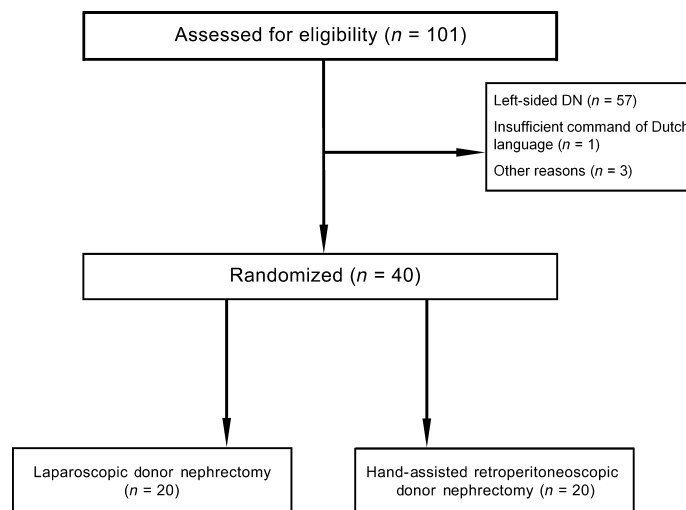 Assessed for eligibility (n = 101)
Left-sided DN (n = 57)
Insufficient command of Dutch
language (n = 1)
Other reasons (n = 3)
Randomized (n = 40)
Laparoscopic donor nephrectomy
(n = 20)
Hand-assisted retroperitoneoscopic
donor nephrectomy (n = 20)